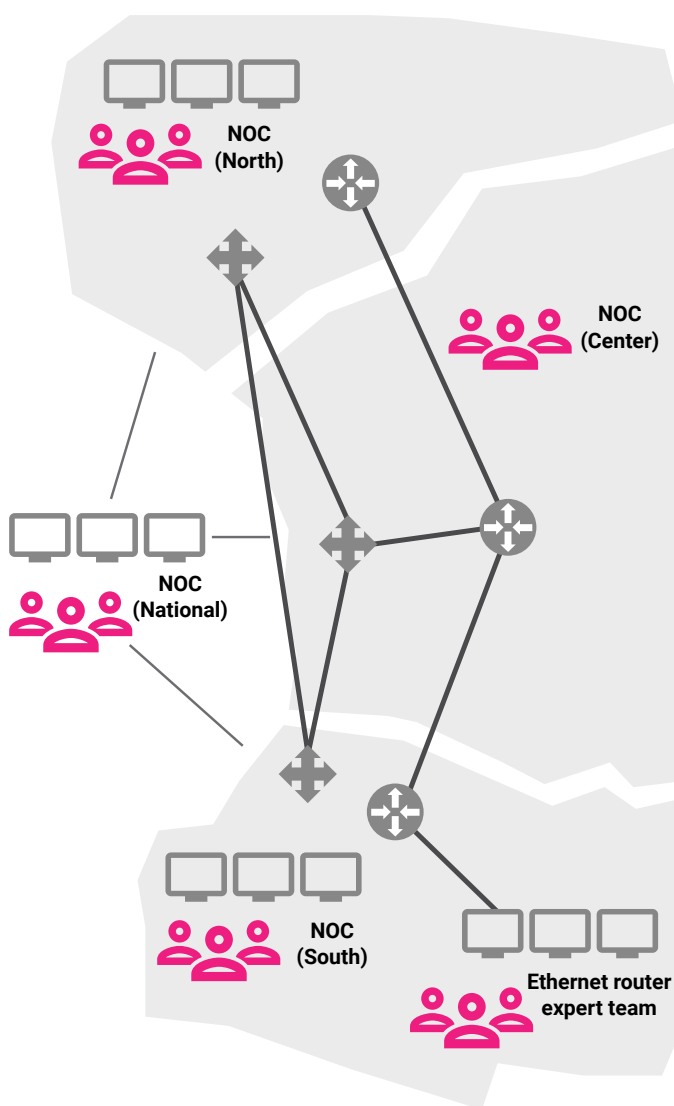 NOC
(North)
NOC
(Center)
NOC
(National)
NOC
(South)
Ethernet router
expert team